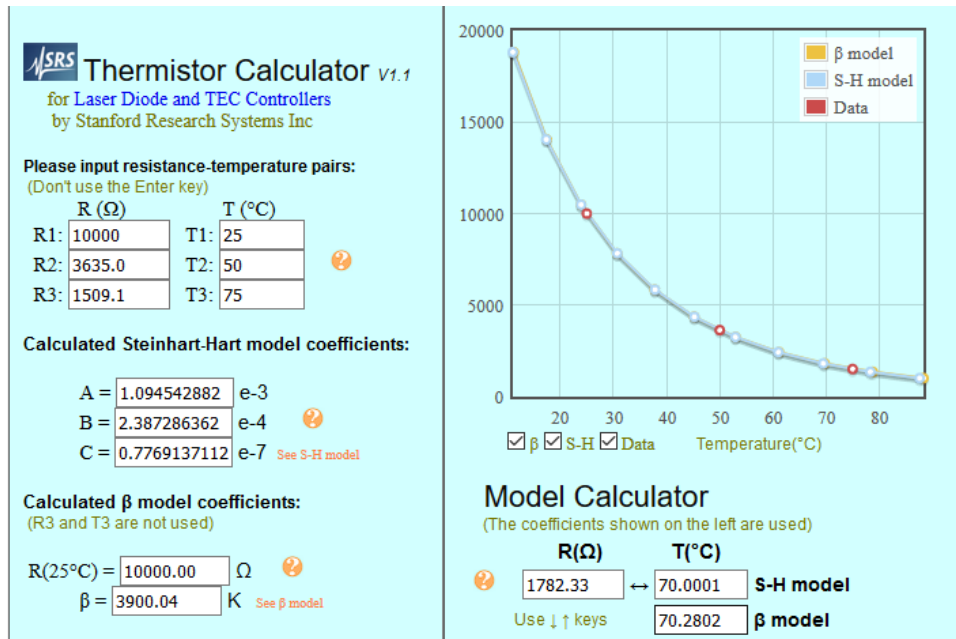 SRS Thermistor Calculator V1.1
for Laser Diode and TEC Controllers
by Stanford Research Systems Inc
Please input resistance-temperature pairs:
(Don't use the Enter key)
R (Ω) T (°C)
R1: 10000 T1: 25
R2: 3635.0 T2: 50
?
R3: 1509.1 T3: 75
Calculated Steinhart-Hart model coefficients:
A = 1.094542882 e-3
B = 2.387286362 e-4 ?
C = 0.7769137112 e-7 See S-H model
Calculated β model coefficients:
(R3 and T3 are not used)
R(25°C) = 10000.00 Ω ?
β = 3900.04 K See β model
20000
15000
10000
5000
0
β model
S-H model
Data
20 30 40 50 60 70 80
β S-H Data Temperature(°C)
Model Calculator
(The coefficients shown on the left are used)
R(Ω) T(°C)
? 1782.33 ↔ 70.0001 S-H model
Use ↓↑ keys 70.2802 β model